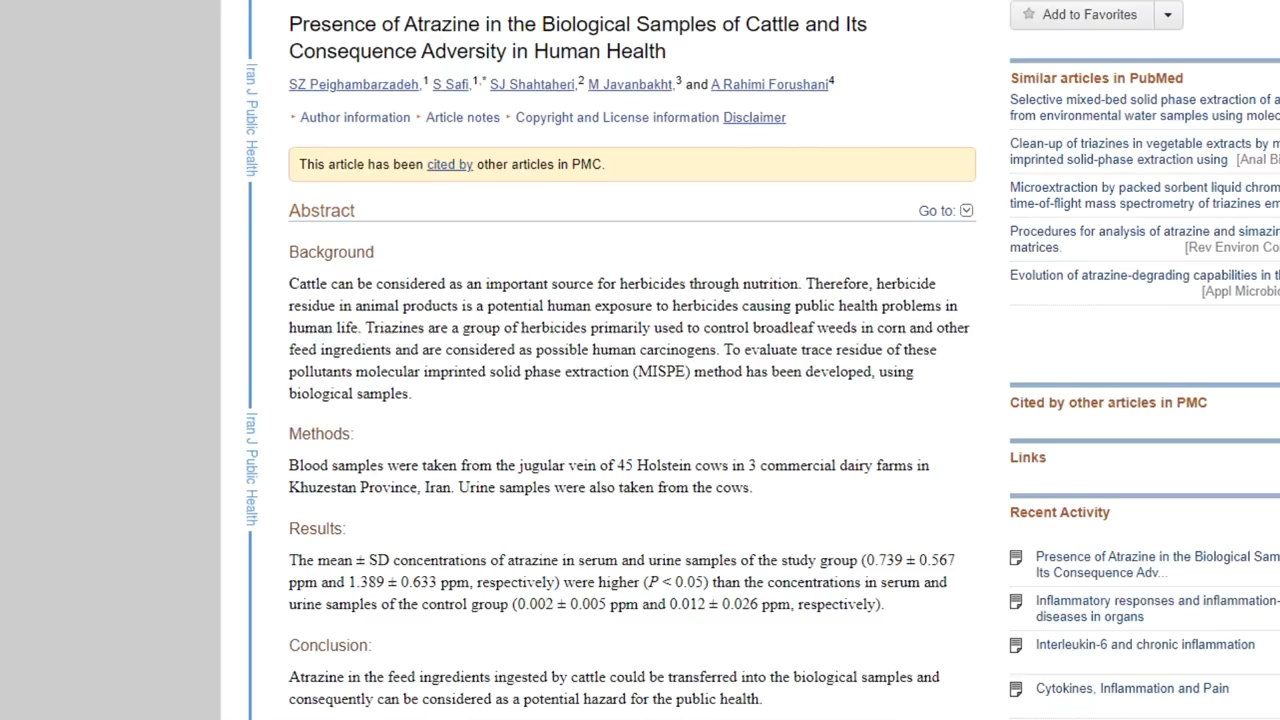 Presence of Atrazine in the Biological Samples of Cattle and Its
Consequence Adversity in Human Health
SZ Peighambarzadeh,1 S Safi,1,* SJ Shahtaheri,2 M Javanbakht,3 and A Rahimi Forushani4
Author information Article notes Copyright and License information Disclaimer
This article has been cited by other articles in PMC.
Abstract
Go to:
Background
Cattle can be considered as an important source for herbicides through nutrition. Therefore, herbicide
residue in animal products is a potential human exposure to herbicides causing public health problems in
human life. Triazines are a group of herbicides primarily used to control broadleaf weeds in corn and other
feed ingredients and are considered as possible human carcinogens. To evaluate trace residue of these
pollutants molecular imprinted solid phase extraction (MISPE) method has been developed, using
biological samples.
Methods:
Blood samples were taken from the jugular vein of 45 Holstein cows in 3 commercial dairy farms in
Khuzestan Province, Iran. Urine samples were also taken from the cows.
Results:
The mean ± SD concentrations of atrazine in serum and urine samples of the study group (0.739 ± 0.567
ppm and 1.389 ± 0.633 ppm, respectively) were higher (P < 0.05) than the concentrations in serum and
urine samples of the control group (0.002 ± 0.005 ppm and 0.012 ± 0.026 ppm, respectively).
Conclusion:
Atrazine in the feed ingredients ingested by cattle could be transferred into the biological samples and
consequently can be considered as a potential hazard for the public health.
Iran J Public Health
Iran J Public Health
Add to Favorites
Similar articles in PubMed
Selective mixed-bed solid phase extraction of a
from environmental water samples using molec
Clean-up of triazines in vegetable extracts by m
imprinted solid-phase extraction using [Anal Bi
Microextraction by packed sorbent liquid chrom
time-of-flight mass spectrometry of triazines em
Procedures for analysis of atrazine and simazin
matrices. [Rev Environ Co
Evolution of atrazine-degrading capabilities in t
[Appl Microbio
Cited by other articles in PMC
Links
Recent Activity
Presence of Atrazine in the Biological Sam
Its Consequence Adv...
Inflammatory responses and inflammation-
diseases in organs
Interleukin-6 and chronic inflammation
Cytokines, Inflammation and Pain